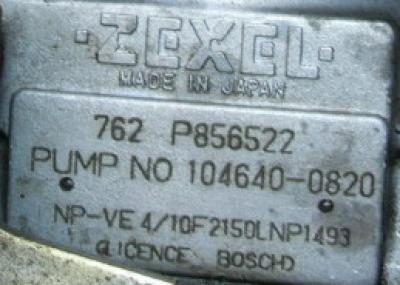 ·ZEXEL·
MADE IN JAPAN
762 P856522
PUMP NO 104640-0820
NP-VE 4/10F2150LNP1493
(LICENCE BOSCH)